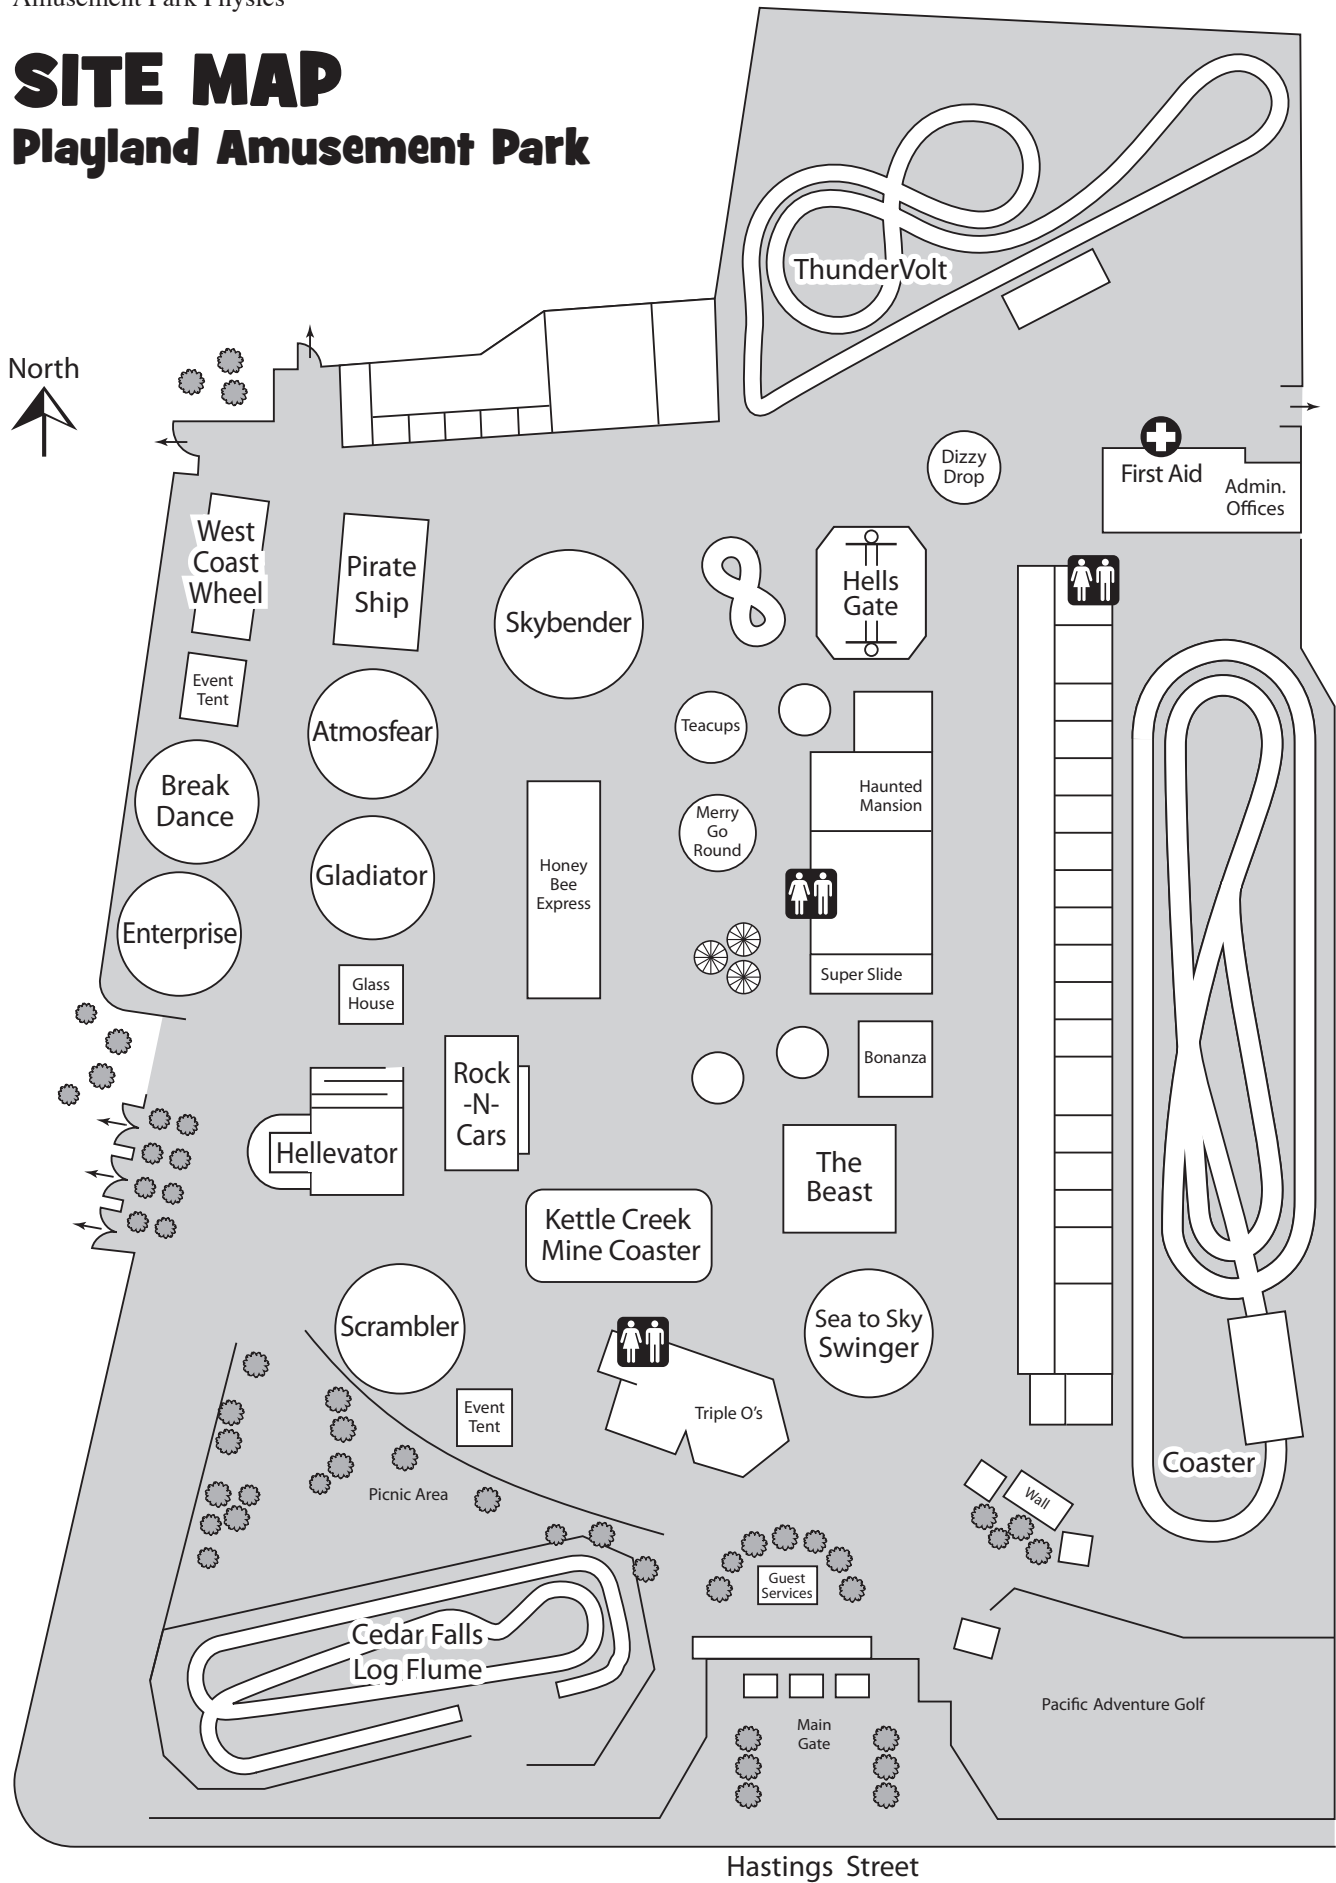 Amusement Park Physics
SITE MAP
Playland Amusement Park
ThunderVolt
North
Dizzy
Drop
First Aid
Admin.
Offices
West
Coast
Wheel
Pirate
Ship
Skybender
Hells
Gate
Event
Tent
Atmosfear
Teacups
Break
Dance
Haunted
Mansion
Merry
Go
Round
Gladiator
Honey
Bee
Express
Enterprise
Super Slide
Glass
House
Bonanza
Rock
-N-
Cars
Hellevator
The
Beast
Kettle Creek
Mine Coaster
Scrambler
Sea to Sky
Swinger
Event
Tent
Triple O's
Coaster
Picnic Area
Wall
Guest
Services
Cedar Falls
Log Flume
Pacific Adventure Golf
Main
Gate
Hastings Street